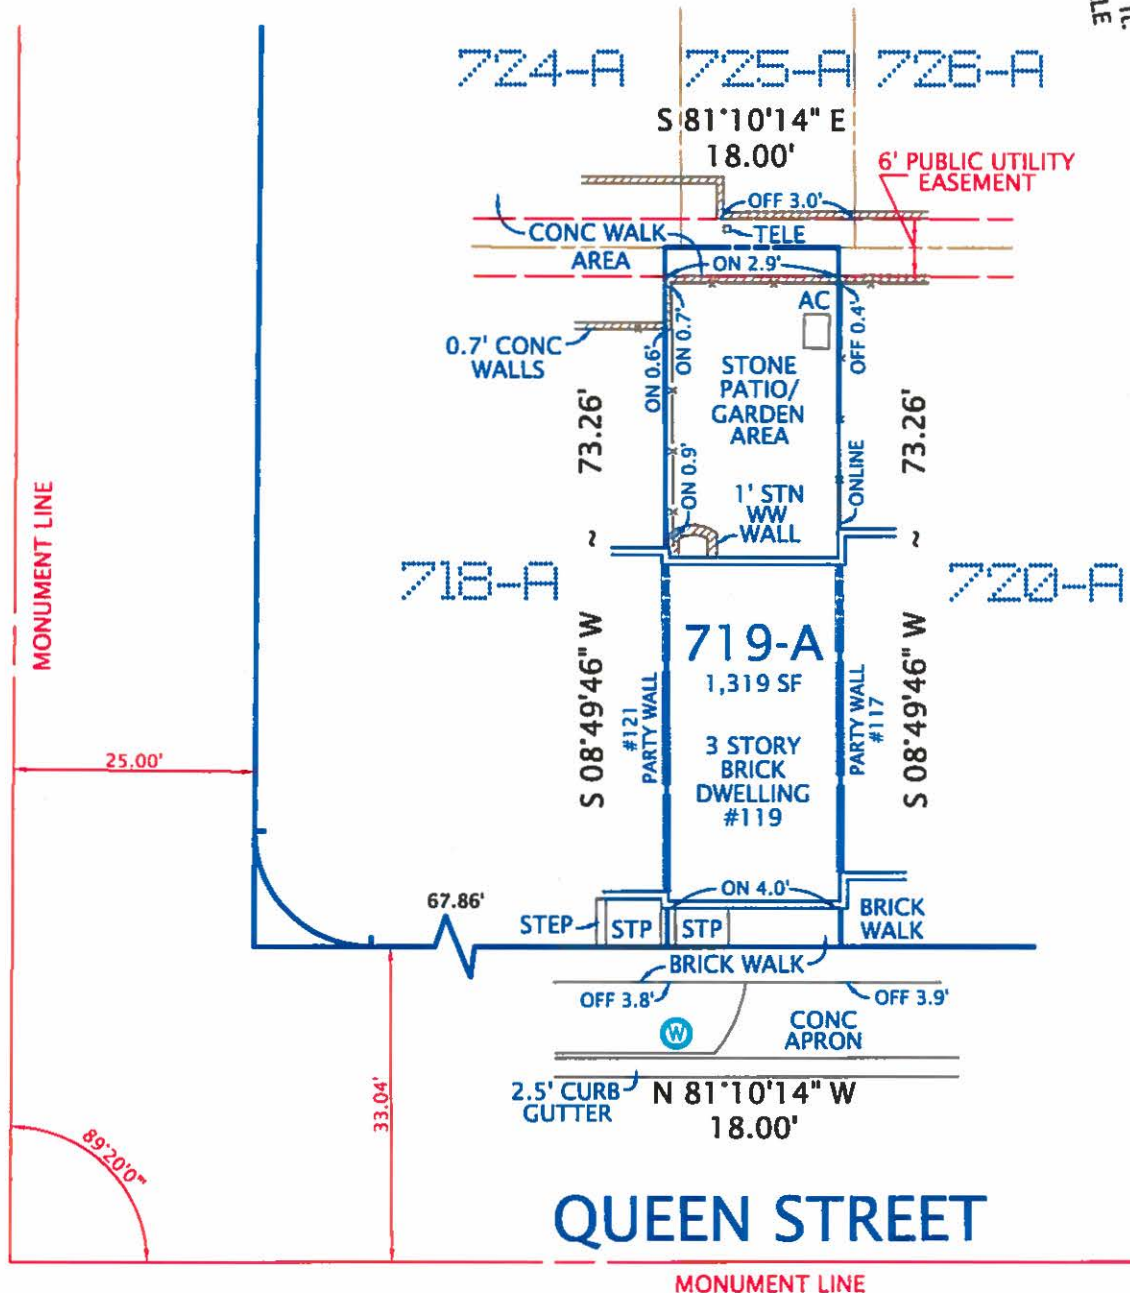 LE
724-A
725-A
726-A
S 81°10'14" E
18.00'
6' PUBLIC UTILITY
EASEMENT
OFF 3.0'
CONC WALK
AREA
TELE
ON 2.9'
AC
0.7' CONC
WALLS
ON 0.6'
ON 0.7'
OFF 0.4'
STONE
PATIO/
GARDEN
AREA
73.26'
73.26'
ON 0.9'
1' STN
WW
WALL
ONLINE
MONUMENT LINE
~
~
718-A
720-A
719-A
1,319 SF
S 08°49'46" W
#121
PARTY WALL
PARTY WALL
#117
S 08°49'46" W
3 STORY
BRICK
DWELLING
#119
25.00'
67.86'
ON 4.0'
STEP
STP
STP
BRICK
WALK
BRICK WALK
OFF 3.8'
OFF 3.9'
W
CONC
APRON
2.5' CURB
GUTTER
N 81°10'14" W
18.00'
33.04'
89°20'0"
QUEEN STREET
MONUMENT LINE